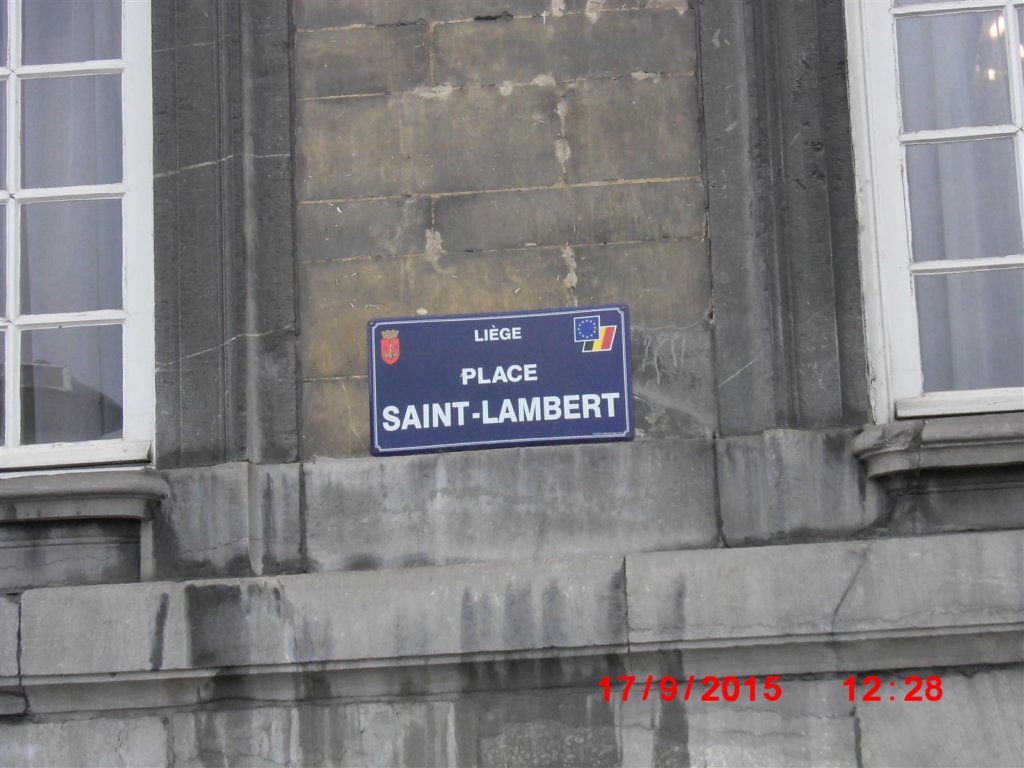 LIÈGE
PLACE
SAINT-LAMBERT
17/9/2015 12:28